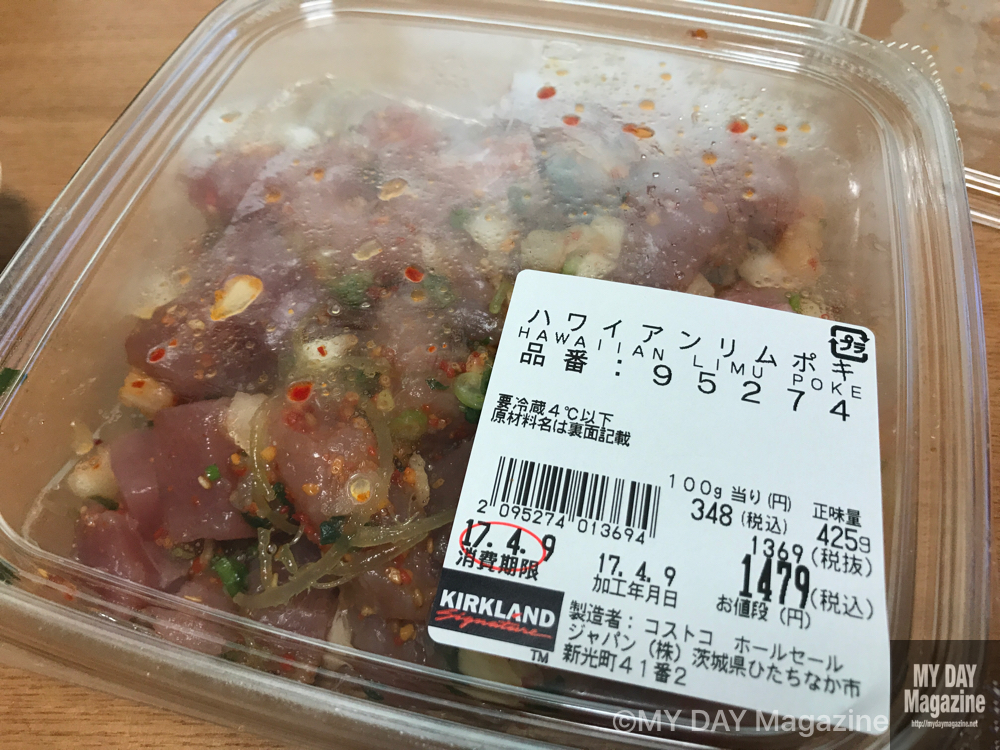 ハワイアンリムポキ
HAWAIIAN LIMU POKE
品番：95274
プラ
要冷蔵4℃以下
原材料名は裏面記載
2 095274 013694
100g当り(円) 正味量
348(税込) 425g
1369(税抜)
1479(税込)
お値段(円)
17.4.9
消費期限
17.4.9
加工年月日
KIRKLAND
Signature
TM
製造者：コストコ ホールセール
ジャパン(株)茨城県ひたちなか市
新光町41番2
©MY DAY Magazine
MY DAY
Magazine
http://mydaymagazine.net